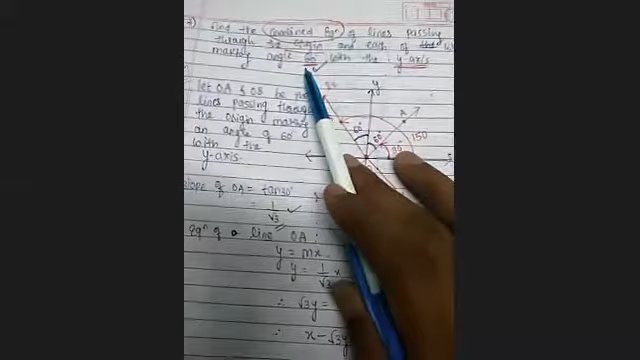 Find the Combined Eqn of lines passing
through the origin and each of the
making angle 60° with the y-axis
let OA & OB be the
lines passing through
the origin making
an angle of 60°
with the
y-axis.
y
A
60°
60°
30°
150
slope of OA = tan30°
= 1/√3
eqn of line OA:
y = mx
y = 1/√3 x
∴ √3y =
∴ x - √3y